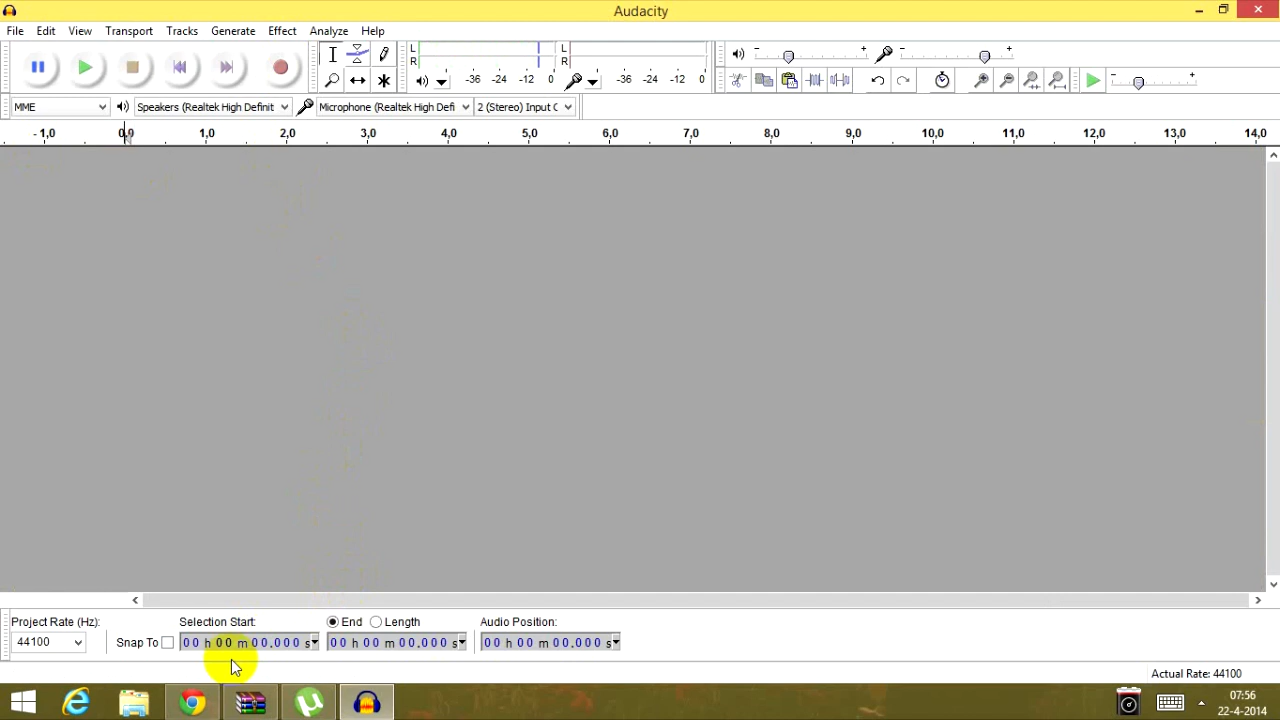 Audacity
File Edit View Transport Tracks Generate Effect Analyze Help
L
R
-36 -24 -12 0
L
R
-36 -24 -12 0
- +
- +
- +
MME
Speakers (Realtek High Definit
Microphone (Realtek High Defi
2 (Stereo) Input C
- 1,0 0,0 1,0 2,0 3,0 4,0 5,0 6,0 7,0 8,0 9,0 10,0 11,0 12,0 13,0 14,0
Project Rate (Hz): Selection Start: End Length Audio Position:
44100 Snap To 00 h 00 m 00.000 s 00 h 00 m 00.000 s 00 h 00 m 00.000 s
Actual Rate: 44100
07:56
22-4-2014